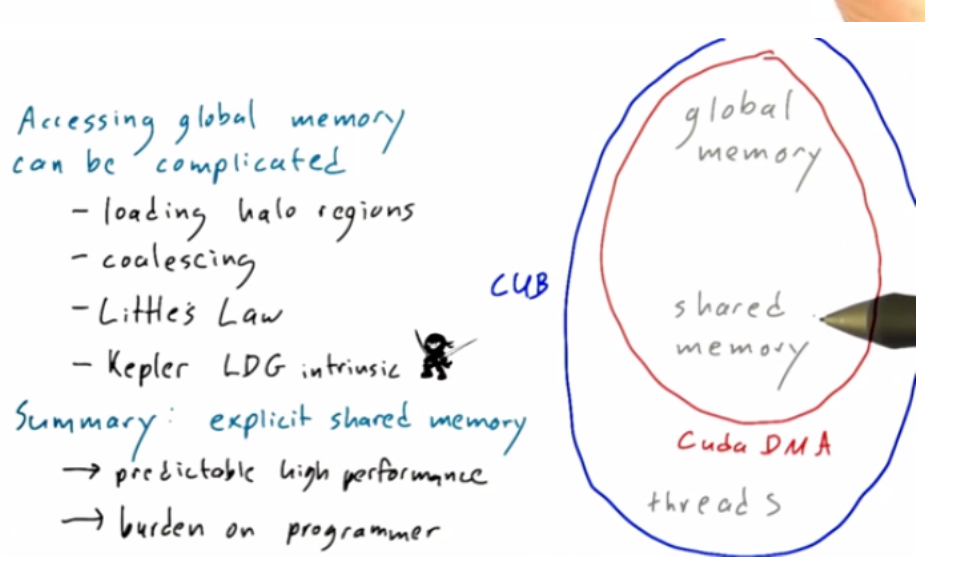 Accessing global memory
can be complicated
- loading halo regions
- coalescing
- Little's Law
- Kepler LDG intrinsic
Summary: explicit shared memory
→ predictable high performance
→ burden on programmer
global
memory
CUB
shared
memory
Cuda DMA
threads